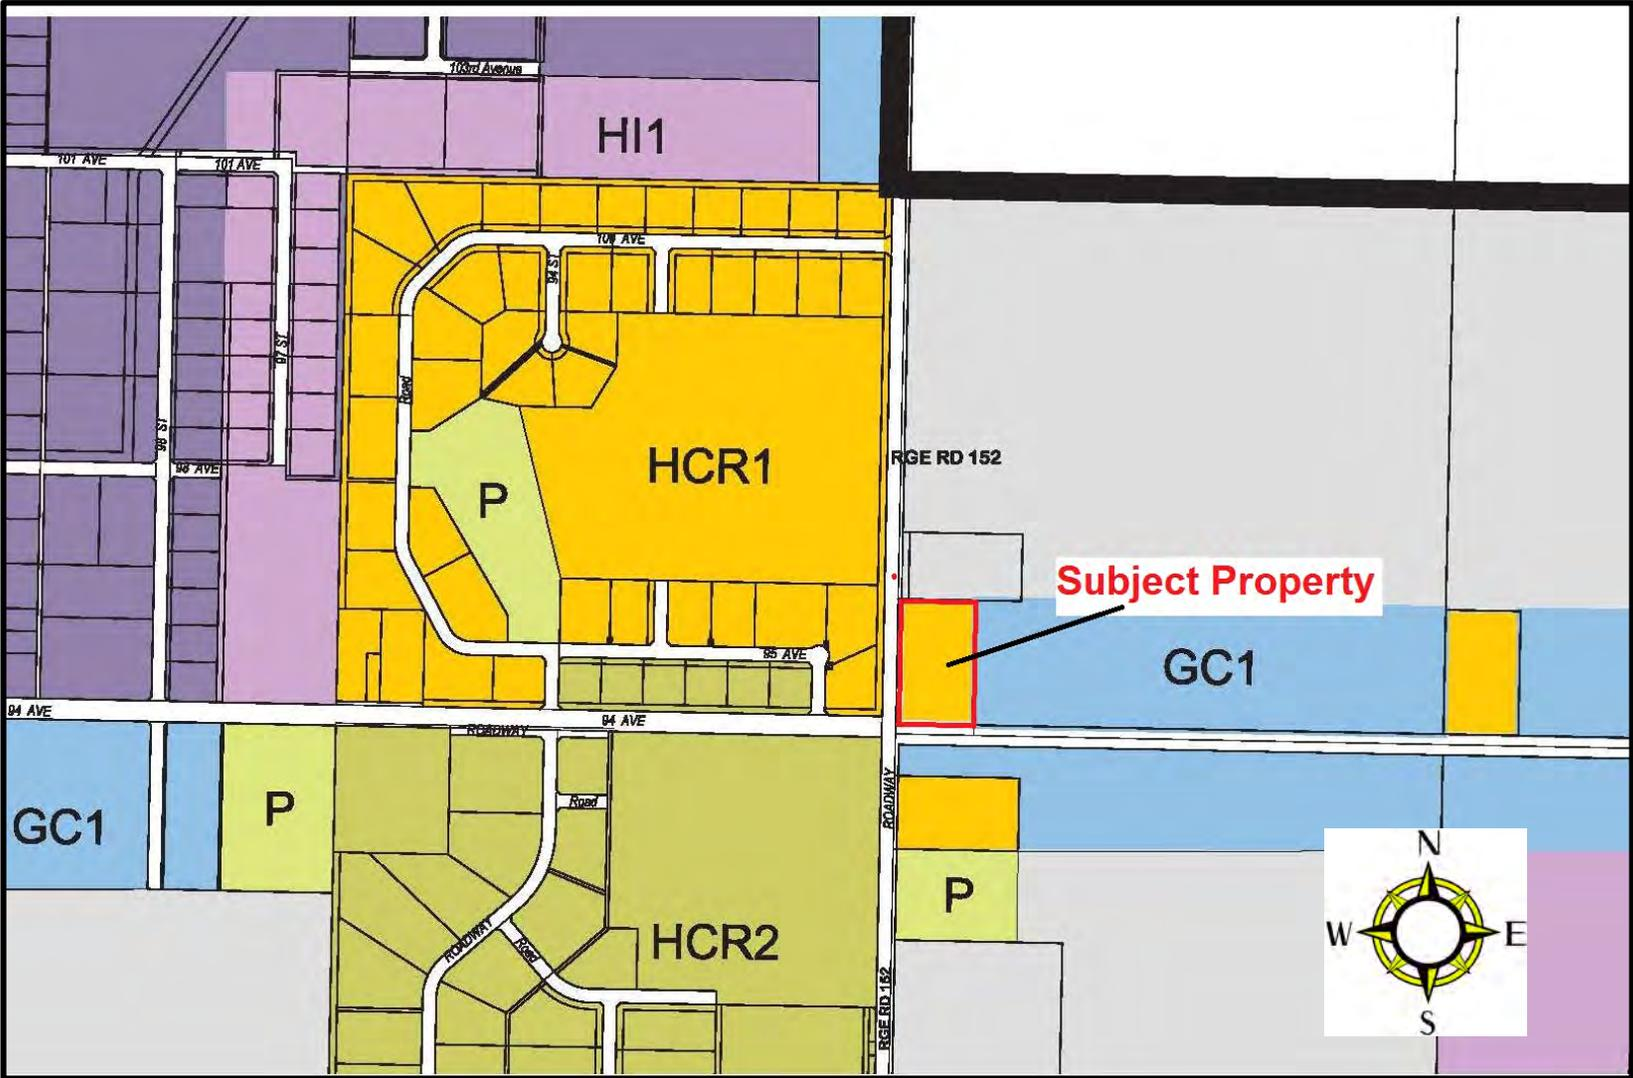 103rd Avenue
HI1
101 AVE
101 AVE
100 AVE
94 ST
97 ST
Road
98 ST
98 AVE
HCR1
RGE RD 152
P
Subject Property
95 AVE
GC1
94 AVE
94 AVE
ROADWAY
ROADWAY
Road
P
GC1
N
W
E
S
P
HCR2
ROADWAY
Road
RGE RD 152